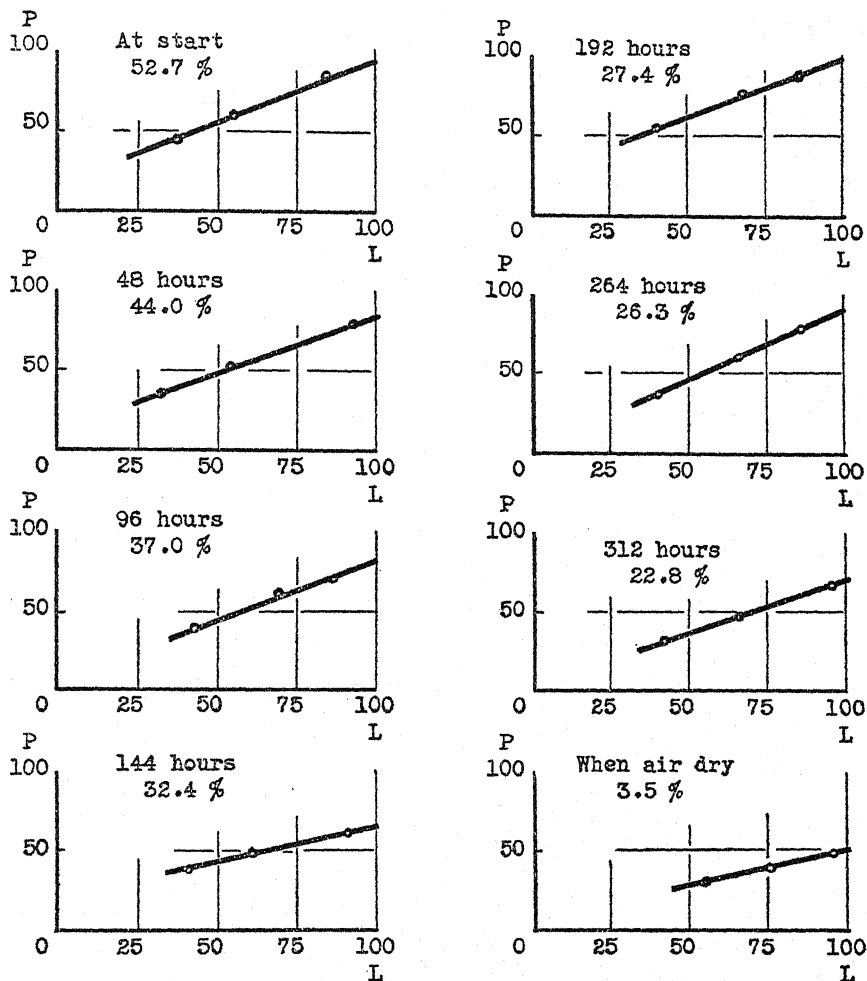 P
100
At start
52.7 %
50
0
25
50
75
100
L
P
100
192 hours
27.4 %
50
0
25
50
75
100
L
P
100
48 hours
44.0 %
50
0
25
50
75
100
L
P
100
264 hours
26.3 %
50
0
25
50
75
100
L
P
100
96 hours
37.0 %
50
0
25
50
75
100
L
P
100
312 hours
22.8 %
50
0
25
50
75
100
L
P
100
144 hours
32.4 %
50
0
25
50
75
100
L
P
100
When air dry
3.5 %
50
0
25
50
75
100
L